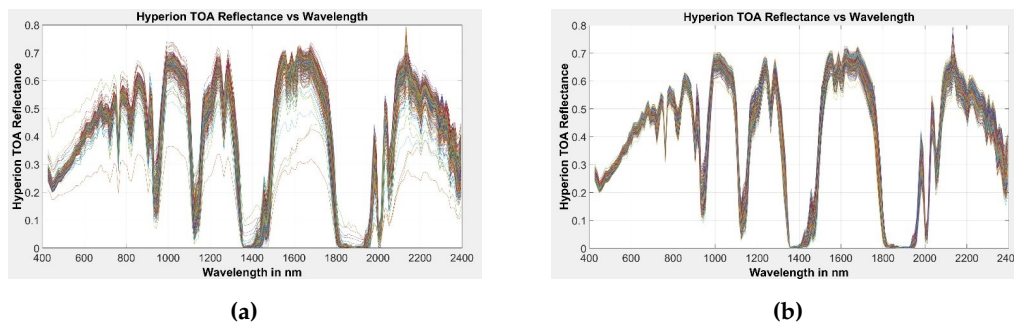 Hyperion TOA Reflectance vs Wavelength
Hyperion TOA Reflectance
0.8
0.7
0.6
0.5
0.4
0.3
0.2
0.1
0
400 600 800 1000 1200 1400 1600 1800 2000 2200 2400
Wavelength in nm
(a)
Hyperion TOA Reflectance vs Wavelength
Hyperion TOA Reflectance
0.8
0.7
0.6
0.5
0.4
0.3
0.2
0.1
0
400 600 800 1000 1200 1400 1600 1800 2000 2200 2400
Wavelength in nm
(b)